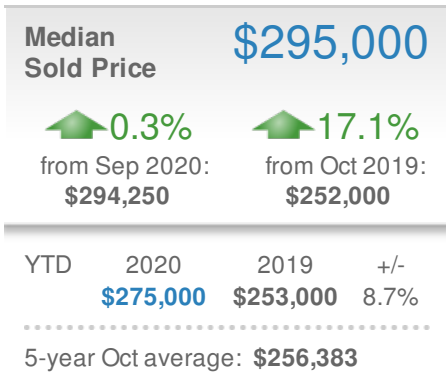 Median $295,000
Sold Price
0.3% 17.1%
from Sep 2020: from Oct 2019:
$294,250 $252,000
YTD 2020 2019 +/-
$275,000 $253,000 8.7%
5-year Oct average: $256,383